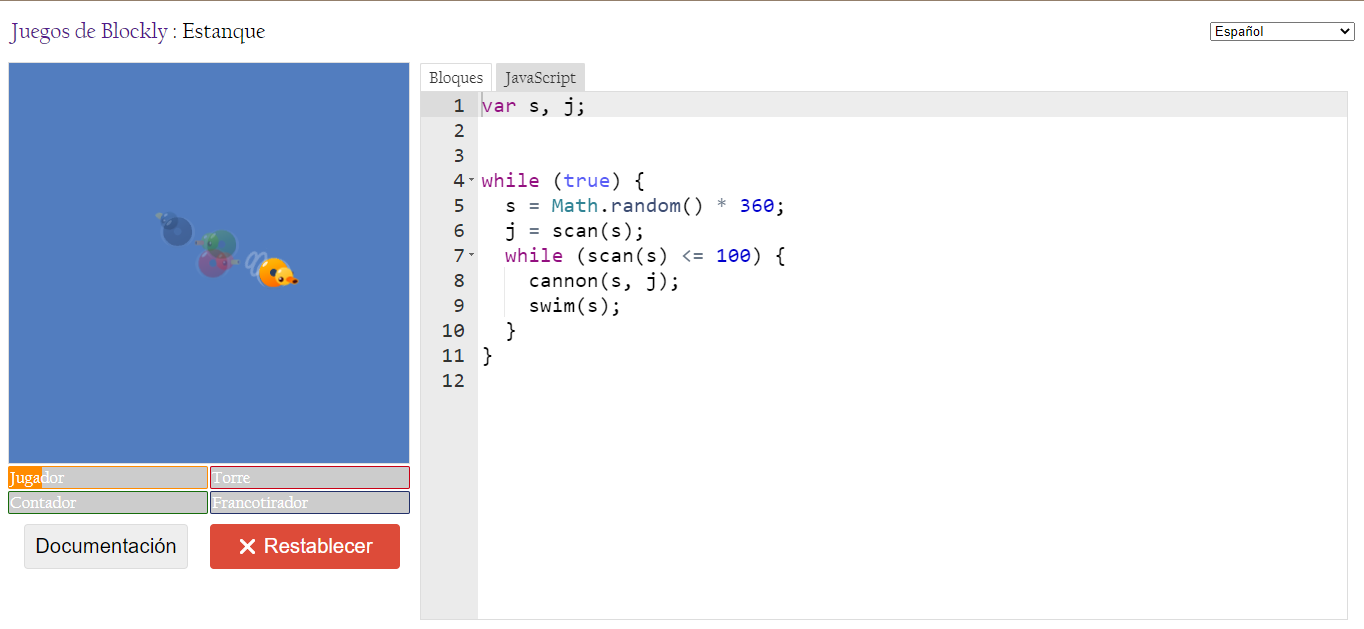 Juegos de Blockly : Estanque
Español
Bloques
JavaScript
1 var s, j;
2
3
4 while (true) {
5   s = Math.random() * 360;
6   j = scan(s);
7   while (scan(s) <= 100) {
8     cannon(s, j);
9     swim(s);
10   }
11 }
12
Jugador
Torre
Contador
Francotirador
Documentación
Restablecer